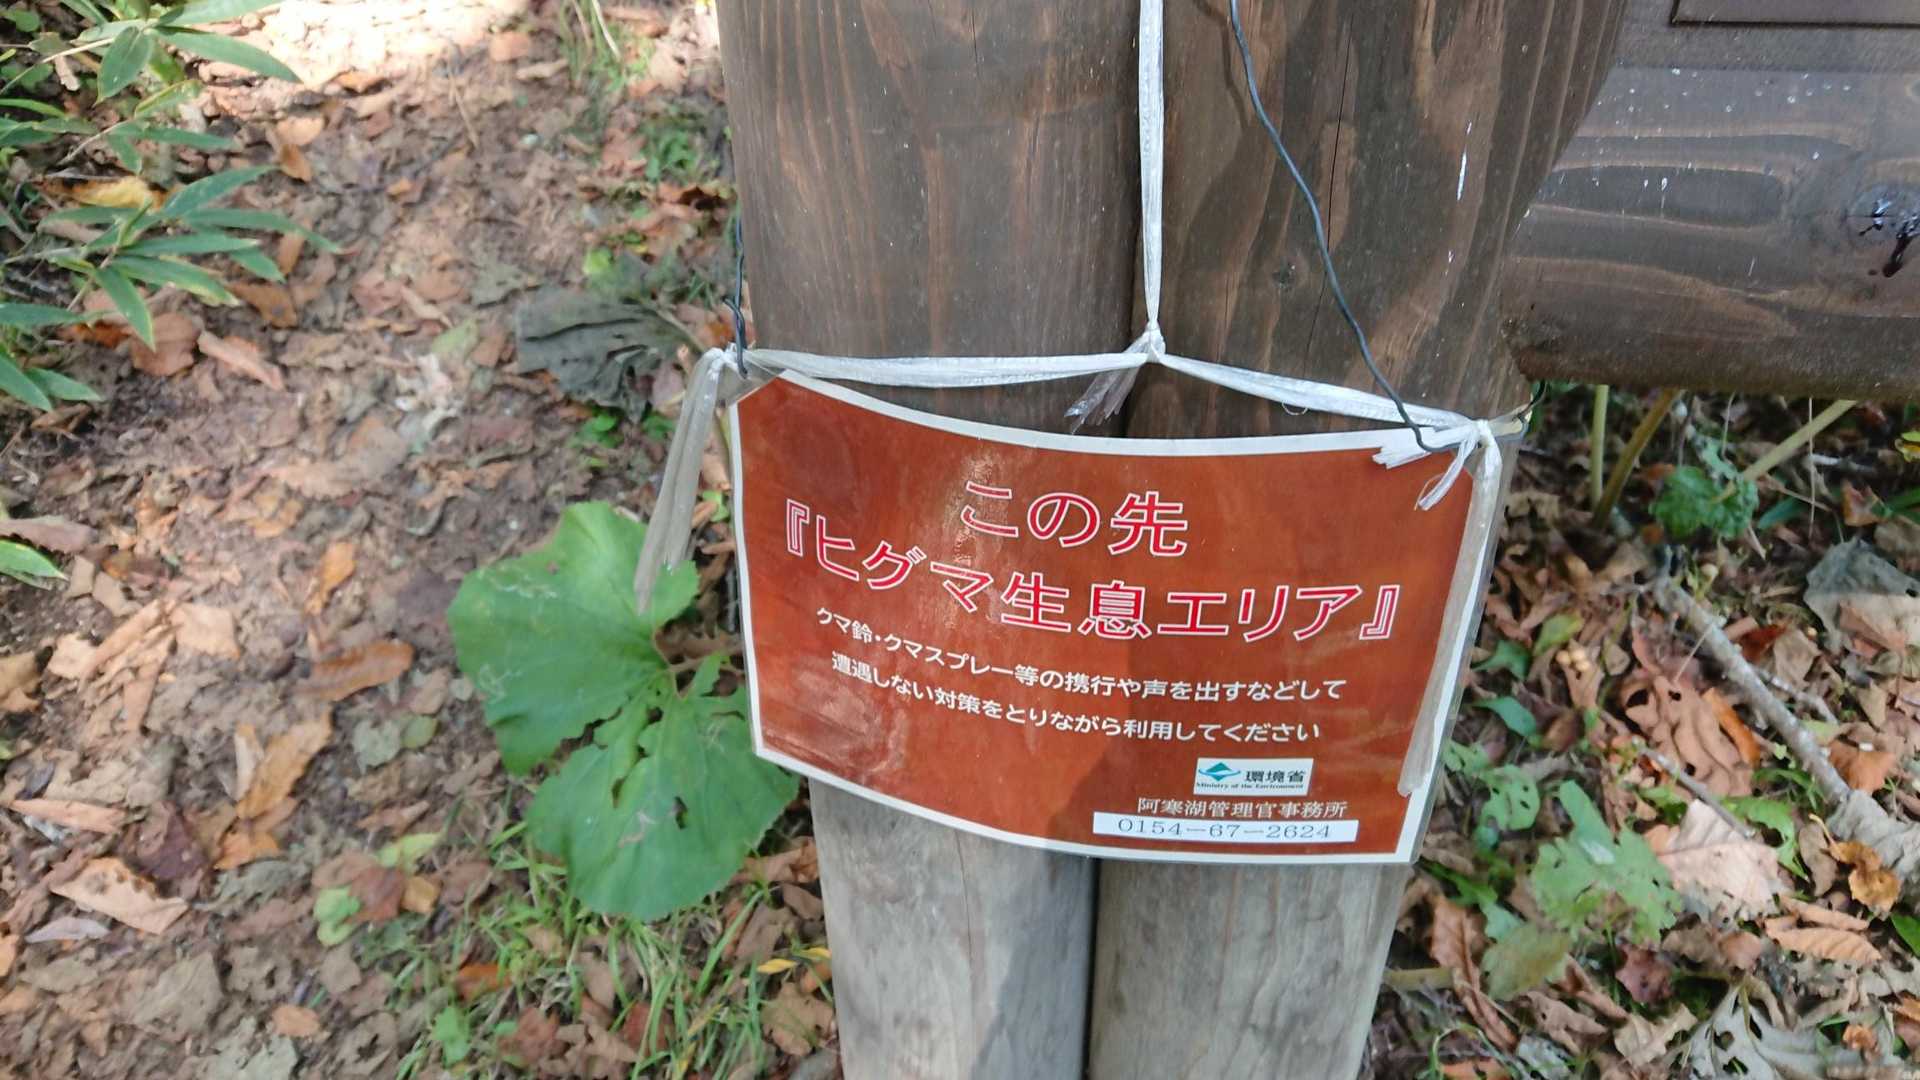 この先
『ヒグマ生息エリア』
クマ鈴・クマスプレー等の携行や声を出すなどして
遭遇しない対策をとりながら利用してください
環境省
Ministry of the Environment
阿寒湖管理官事務所
0154－67－2624